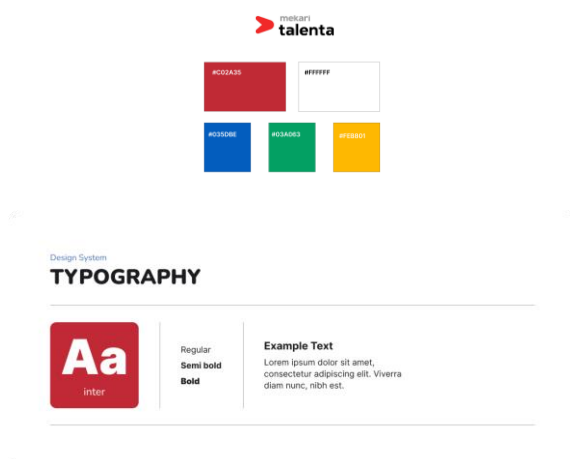 mekari
talenta
#C02A35
#FFFFFF
#035DBE
#03A063
#FEB801
Design System
TYPOGRAPHY
Aa
inter
Regular
Semi bold
Bold
Example Text
Lorem ipsum dolor sit amet,
consectetur adipiscing elit. Viverra
diam nunc, nibh est.